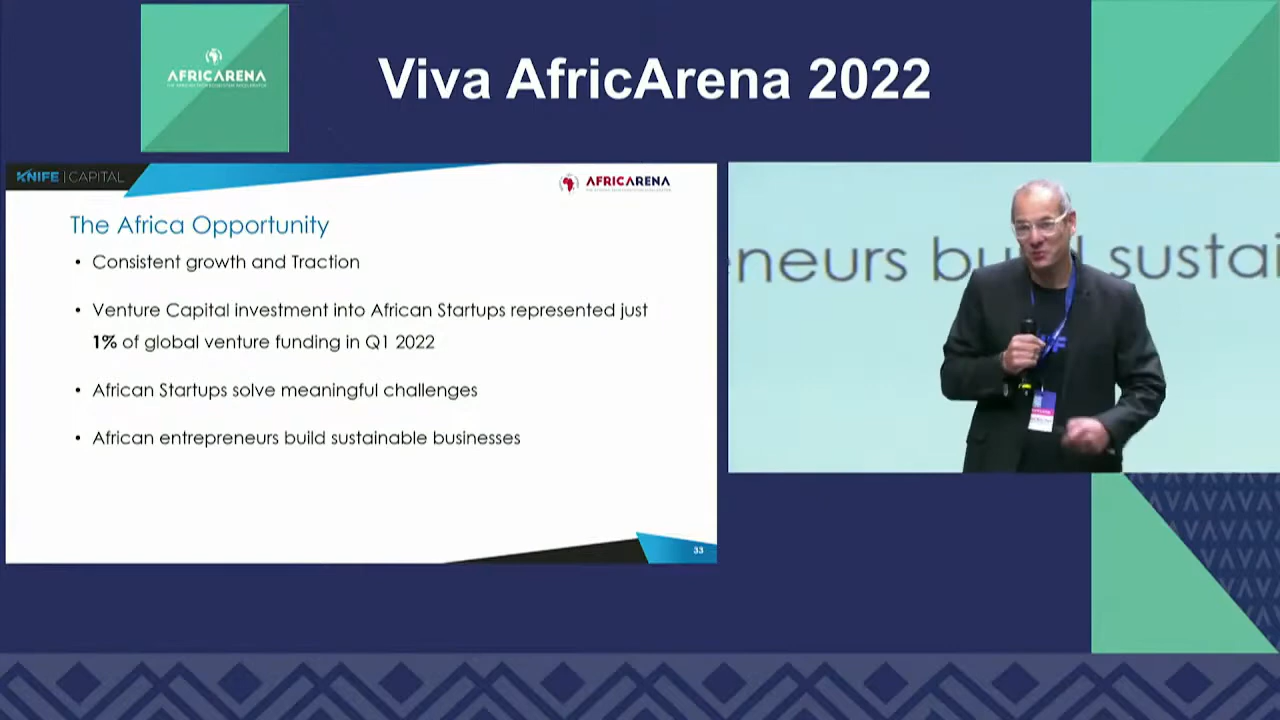 AFRICARENA
Viva AfricArena 2022
KNIFE | CAPITAL
AFRICARENA
The Africa Opportunity
• Consistent growth and Traction
• Venture Capital investment into African Startups represented just
1% of global venture funding in Q1 2022
• African Startups solve meaningful challenges
• African entrepreneurs build sustainable businesses
33
eneurs bu sustai